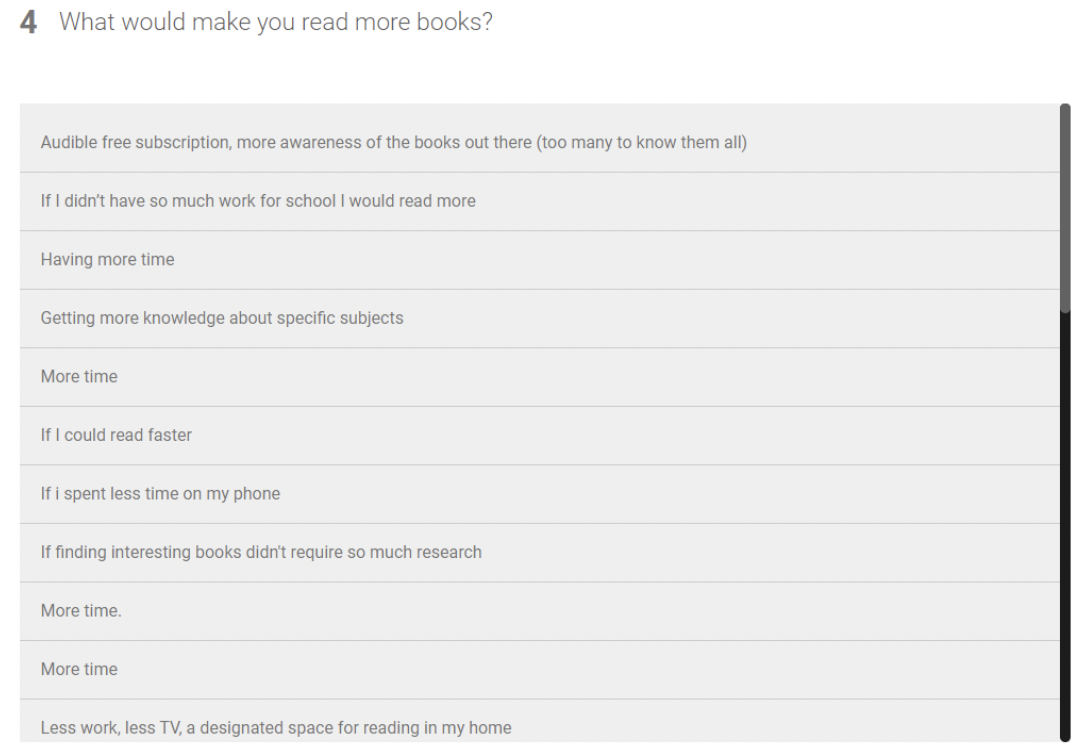 4 What would make you read more books?
Audible free subscription, more awareness of the books out there (too many to know them all)
If I didn't have so much work for school I would read more
Having more time
Getting more knowledge about specific subjects
More time
If I could read faster
If i spent less time on my phone
If finding interesting books didn't require so much research
More time.
More time
Less work, less TV, a designated space for reading in my home